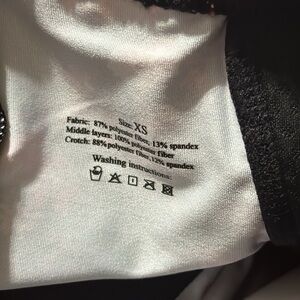 Size: XS
Fabric: 87% polyester fiber, 13% spandex
Middle layers: 100% polyester fiber
Crotch: 88% polyester fiber, 12% spandex
Washing instructions: